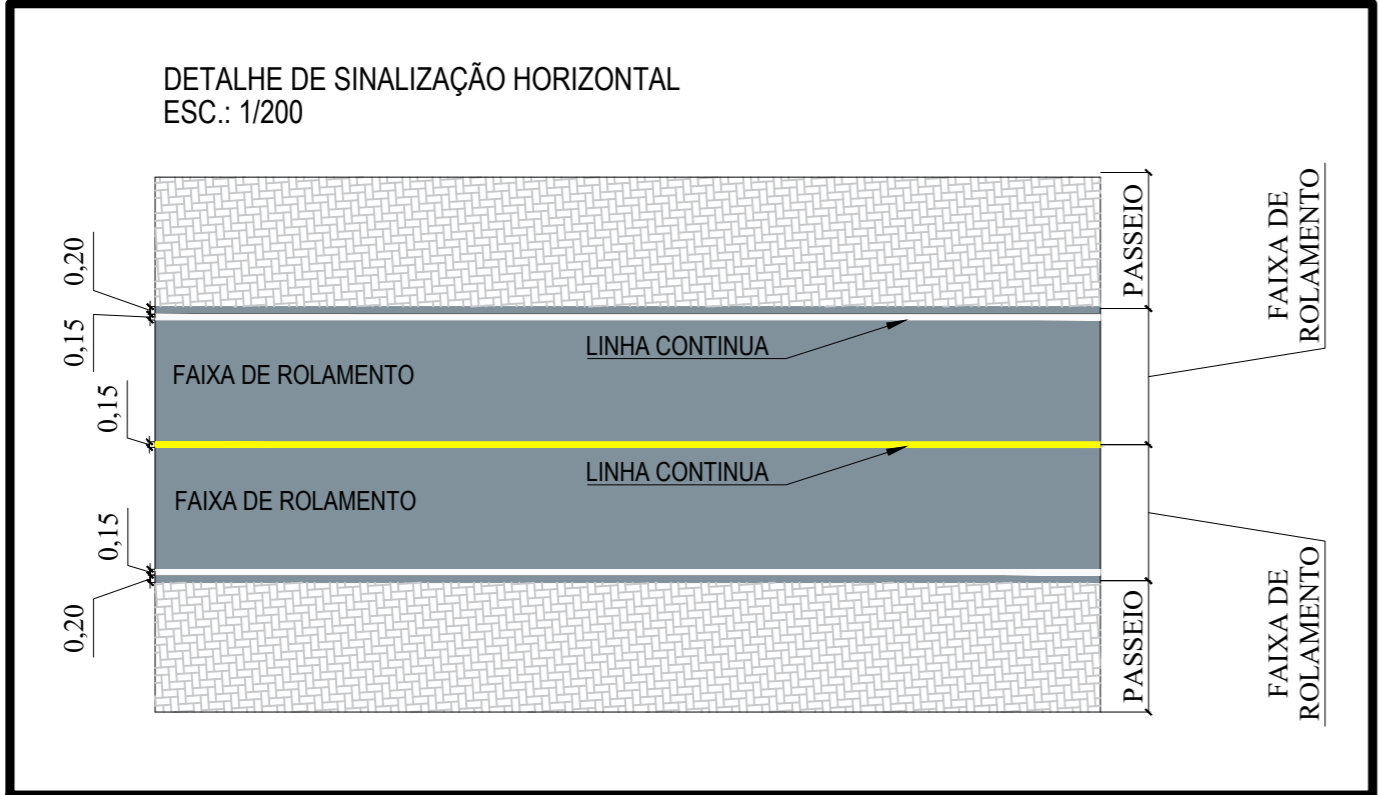 DETALHE DE SINALIZAÇÃO HORIZONTAL
ESC.: 1/200
0,20
0,15
0,15
0,15
0,20
LINHA CONTINUA
FAIXA DE ROLAMENTO
LINHA CONTINUA
FAIXA DE ROLAMENTO
PASSEIO
PASSEIO
FAIXA DE
ROLAMENTO
FAIXA DE
ROLAMENTO